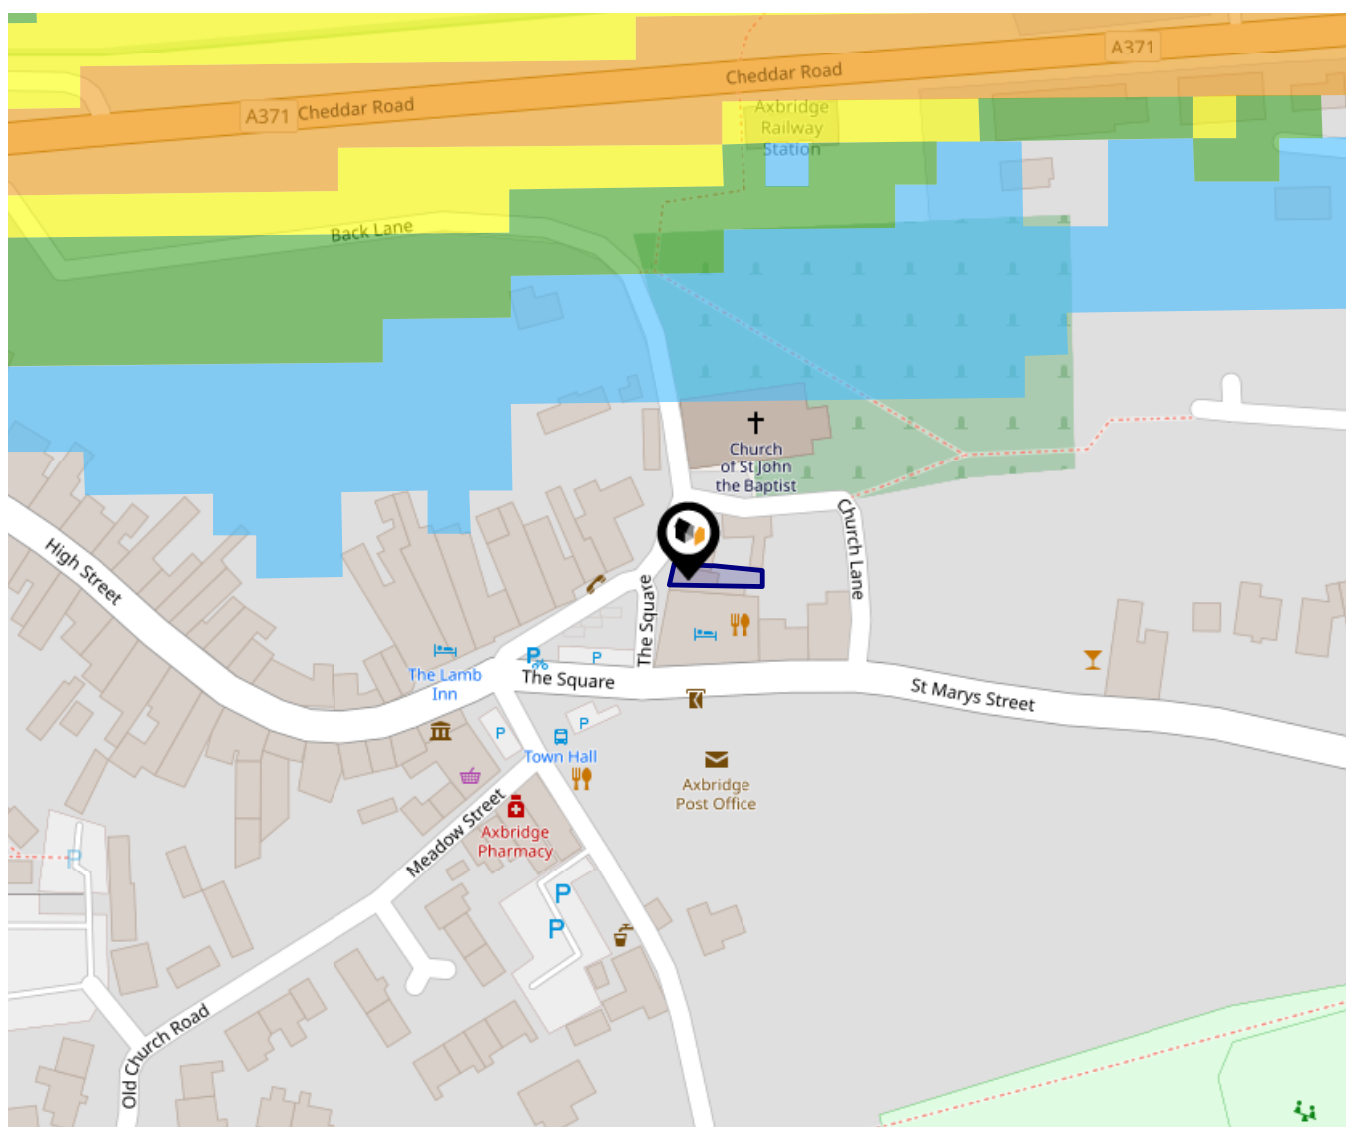 A371
Cheddar Road
A371
Cheddar Road
Axbridge
Railway
Station
Back Lane
Church
of St John
the Baptist
Church Lane
High Street
The Square
The Lamb
Inn
P
P
The Square
St Marys Street
P
P
Town Hall
Axbridge
Post Office
Meadow Street
Axbridge
Pharmacy
P
P
P
Old Church Road